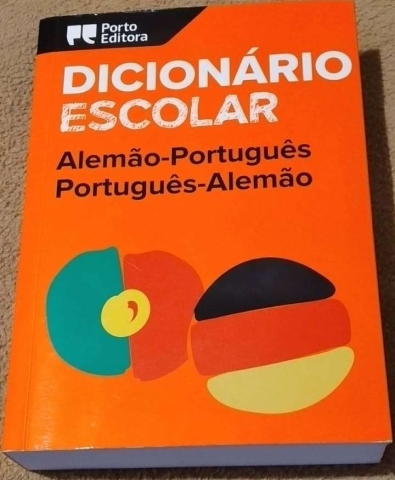 Porto
Editora
DICIONÁRIO
ESCOLAR
Alemão-Português
Português-Alemão